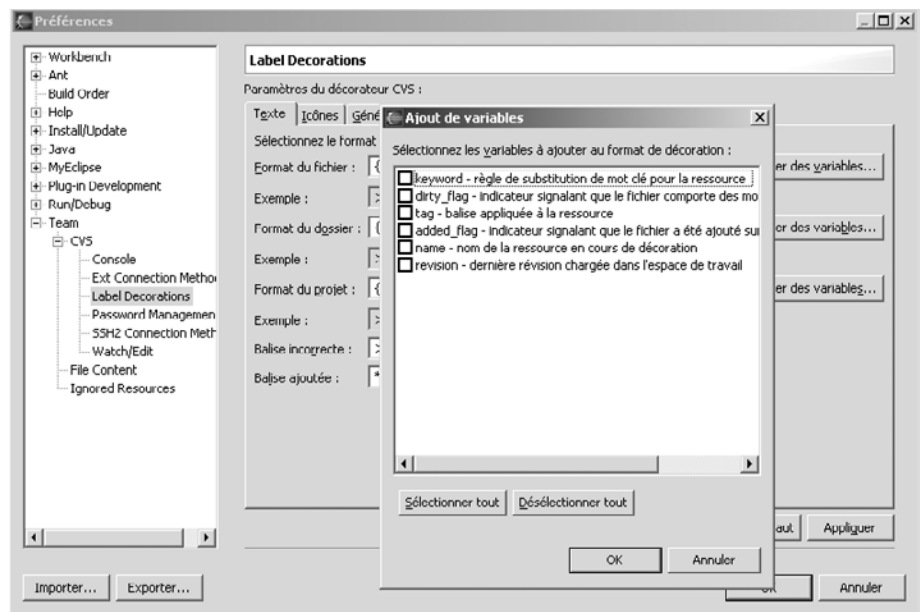 Préférences
Workbench
Ant
Build Order
Help
Install/Update
Java
MyEclipse
Plug-in Development
Run/Debug
Team
CVS
Console
Ext Connection Metho
Label Decorations
Password Managemen
SSH2 Connection Meth
Watch/Edit
File Content
Ignored Resources
Importer... Exporter...
Label Decorations
Paramètres du décorateur CVS :
Texte Icônes Géné
Sélectionnez le format
Format du fichier : {
Exemple : >
Format du dossier : {
Exemple : >
Format du projet : {
Exemple : >
Balise incorrecte : >
Balise ajoutée : *
er des variables...
er des variables...
er des variables...
aut Appliquer
OK Annuler
Ajout de variables
Sélectionnez les variables à ajouter au format de décoration :
keyword - règle de substitution de mot clé pour la ressource
dirty_flag - indicateur signalant que le fichier comporte des mo
tag - balise appliquée à la ressource
added_flag - indicateur signalant que le fichier a été ajouté sur
name - nom de la ressource en cours de décoration
revision - dernière révision chargée dans l'espace de travail
Sélectionner tout Désélectionner tout
OK Annuler